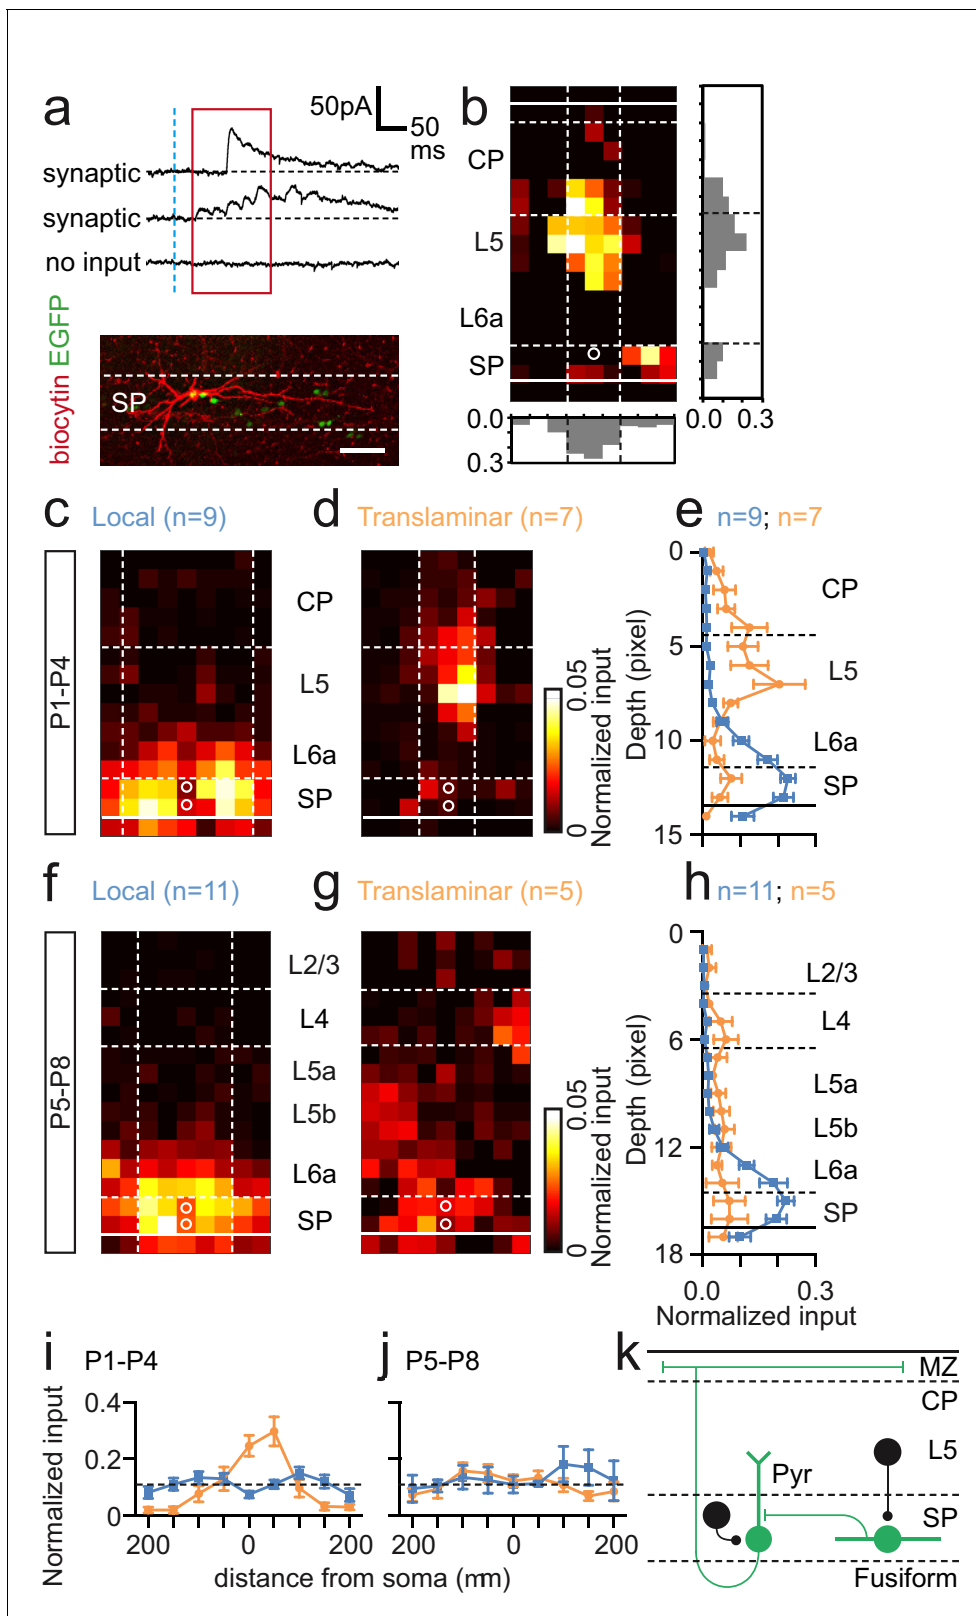 a
50pA
50
ms
synaptic
synaptic
no input
biocytin EGFP
SP
b
CP
L5
L6a
SP
0.0
0.3
0.0
0.3
c Local (n=9)
d Translaminar (n=7)
e n=9; n=7
P1-P4
CP
L5
L6a
SP
0.05
0
Normalized input
0
5
10
15
Depth (pixel)
CP
L5
L6a
SP
f Local (n=11)
g Translaminar (n=5)
h n=11; n=5
P5-P8
L2/3
L4
L5a
L5b
L6a
SP
0.05
0
Normalized input
0
6
12
18
Depth (pixel)
L2/3
L4
L5a
L5b
L6a
SP
0.0
0.3
Normalized input
i P1-P4
j P5-P8
k
Normalized input
0.4
0.2
0
200
0
200
200
0
200
distance from soma (mm)
MZ
CP
L5
Pyr
SP
Fusiform